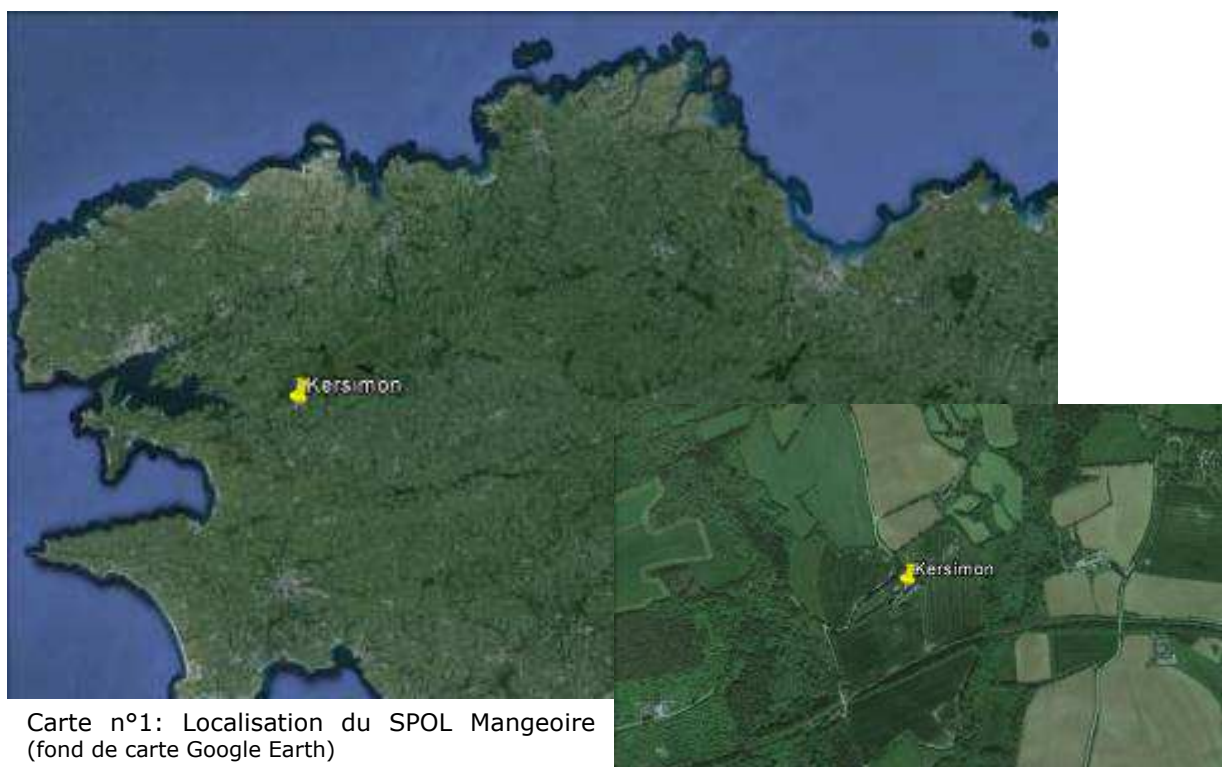 Kersimon
Kersimon
Carte n°1: Localisation du SPOL Mangeoire
(fond de carte Google Earth)